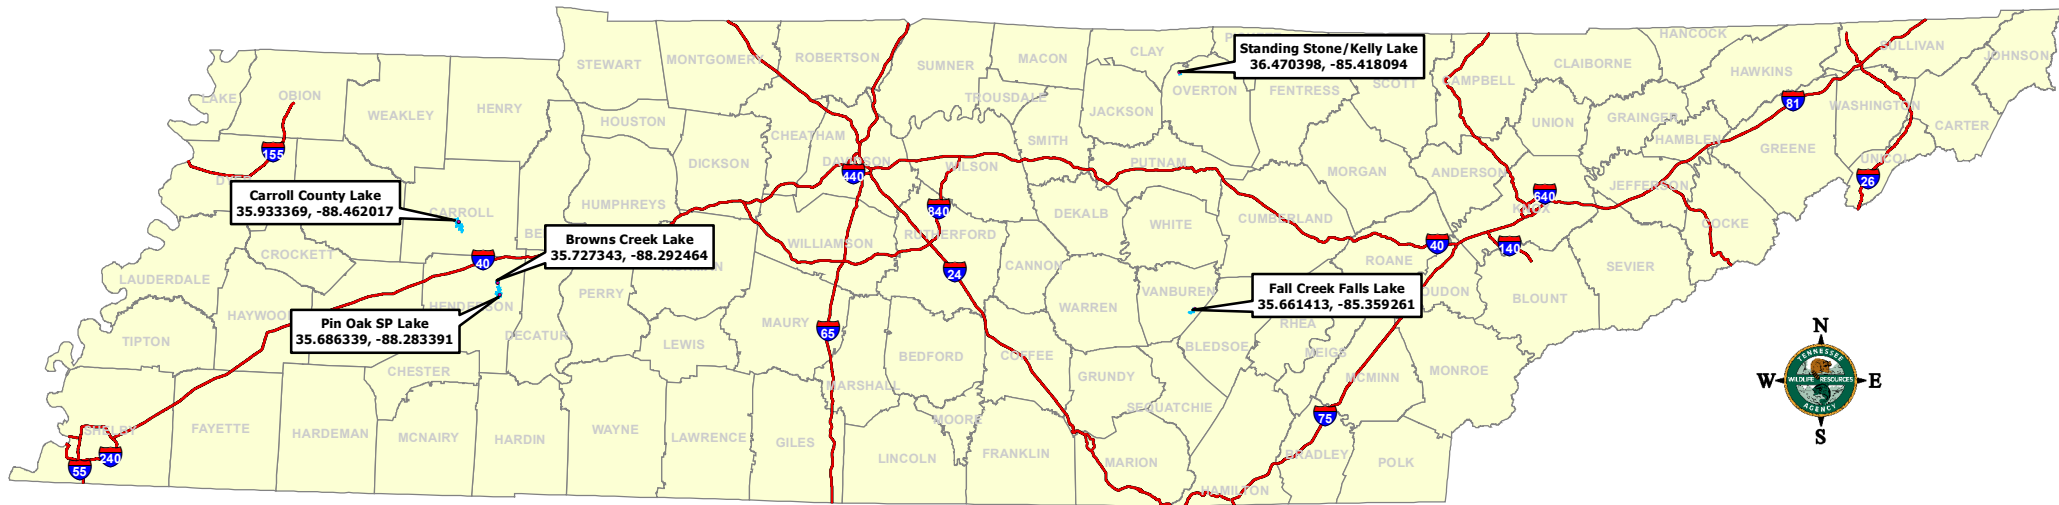 HANCOCK
SULLIVAN
JOHNSON
CLAY
MACON
ROBERTSON
MONTGOMERY
STEWART
SUMNER
Standing Stone/Kelly Lake
36.470398, -85.418094
SCOTT
CAMPBELL
CLAIBORNE
HAWKINS
LAKE
OBION
WEAKLEY
HENRY
HOUSTON
TROUSDALE
JACKSON
OVERTON
FENTRESS
UNION
GRAINGER
81
WASHINGTON
CARTER
HAMBLEN
GREENE
UNICOI
26
155
DICKSON
CHEATHAM
DAVIDSON
440
WILSON
SMITH
PUTNAM
MORGAN
ANDERSON
640
KNOX
JEFFERSON
COCKE
Carroll County Lake
35.933369, -88.462017
CARROLL
HUMPHREYS
840
DEKALB
WHITE
CUMBERLAND
Browns Creek Lake
35.727343, -88.292464
WILLIAMSON
RUTHERFORD
CROCKETT
40
24
CANNON
ROANE
40
140
SEVIER
LAUDERDALE
HAYWOOD
HENDERSON
PERRY
VANBUREN
Fall Creek Falls Lake
35.661413, -85.359261
BLOUNT
Pin Oak SP Lake
35.686339, -88.283391
TIPTON
DECATUR
LEWIS
MAURY
65
BEDFORD
COFFEE
WARREN
RHEA
BLEDSOE
MEIGS
MCMINN
MONROE
CHESTER
MARSHALL
GRUNDY
SEQUATCHIE
MOORE
SHELBY
FAYETTE
HARDEMAN
MCNAIRY
HARDIN
WAYNE
LAWRENCE
GILES
LINCOLN
FRANKLIN
MARION
75
BRADLEY
POLK
HAMILTON
55
240
N
W
E
S
TENNESSEE
WILDLIFE RESOURCES
AGENCY